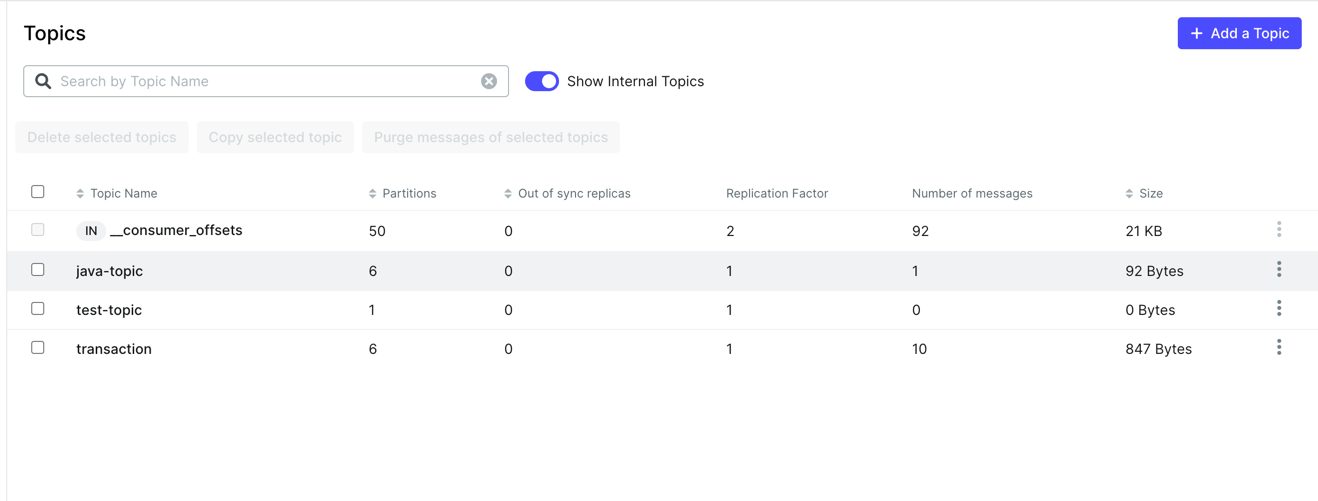 Topics
+ Add a Topic
Search by Topic Name
Show Internal Topics
Delete selected topics Copy selected topic Purge messages of selected topics
Topic Name Partitions Out of sync replicas Replication Factor Number of messages Size
IN __consumer_offsets 50 0 2 92 21 KB
java-topic 6 0 1 1 92 Bytes
test-topic 1 0 1 0 0 Bytes
transaction 6 0 1 10 847 Bytes